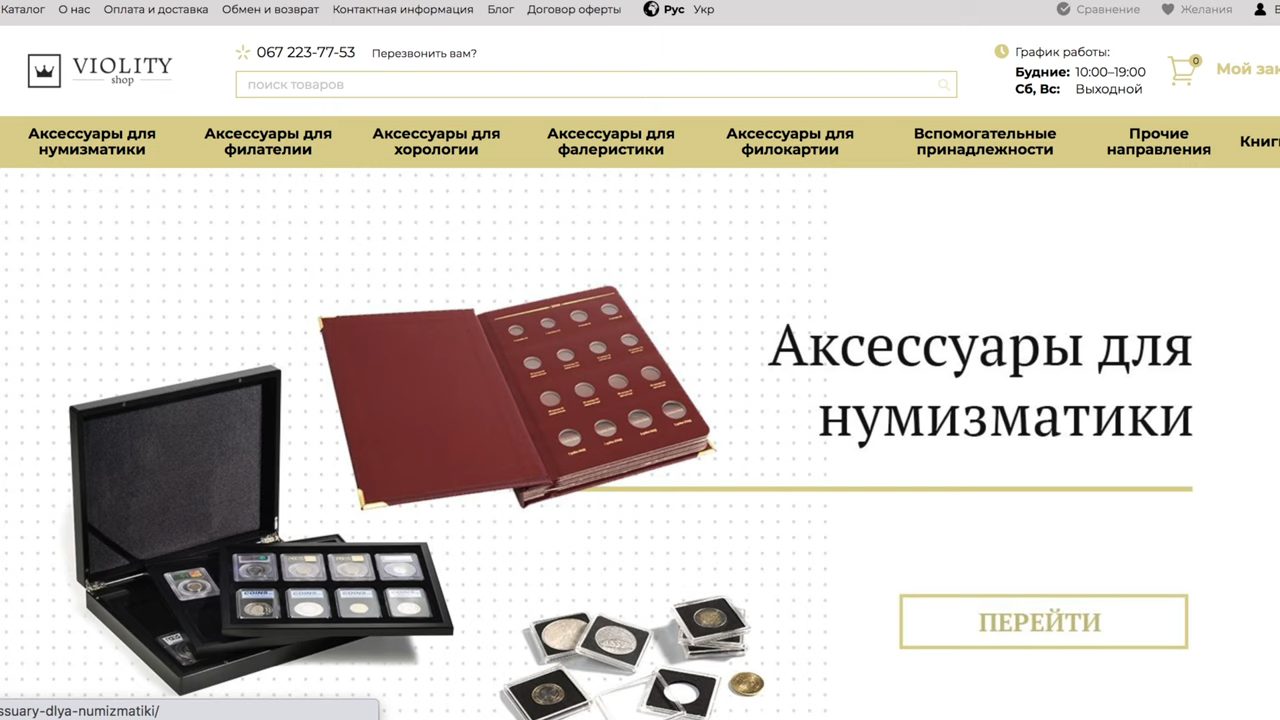 Каталог О нас Оплата и доставка Обмен и возврат Контактная информация Блог Договор оферты Рус Укр Сравнение Желания
VIOLITY
shop
067 223-77-53 Перезвонить вам?
поиск товаров
График работы:
Будние: 10:00–19:00
Сб, Вс: Выходной
0
Мой зак
Аксессуары для
нумизматики
Аксессуары для
филателии
Аксессуары для
хорологии
Аксессуары для
фалеристики
Аксессуары для
филокартии
Вспомогательные
принадлежности
Прочие
направления
Книг
Аксессуары для
нумизматики
ПЕРЕЙТИ
ssuary-dlya-numizmatiki/